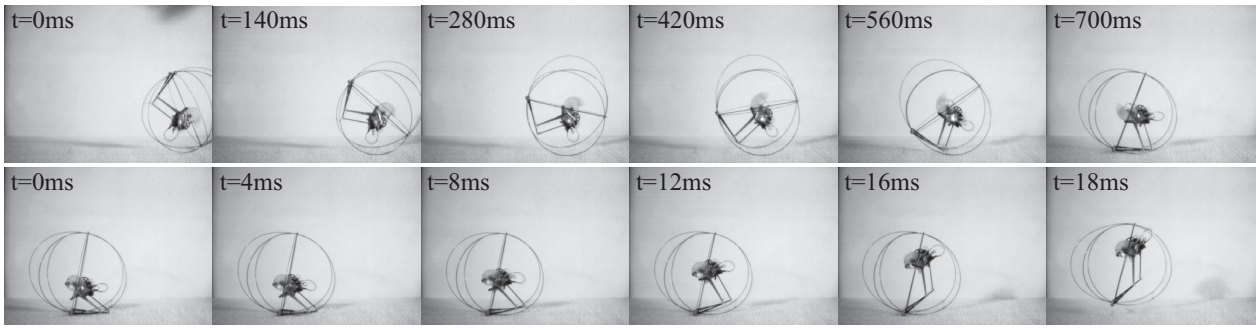 t=0ms
t=140ms
t=280ms
t=420ms
t=560ms
t=700ms
t=0ms
t=4ms
t=8ms
t=12ms
t=16ms
t=18ms